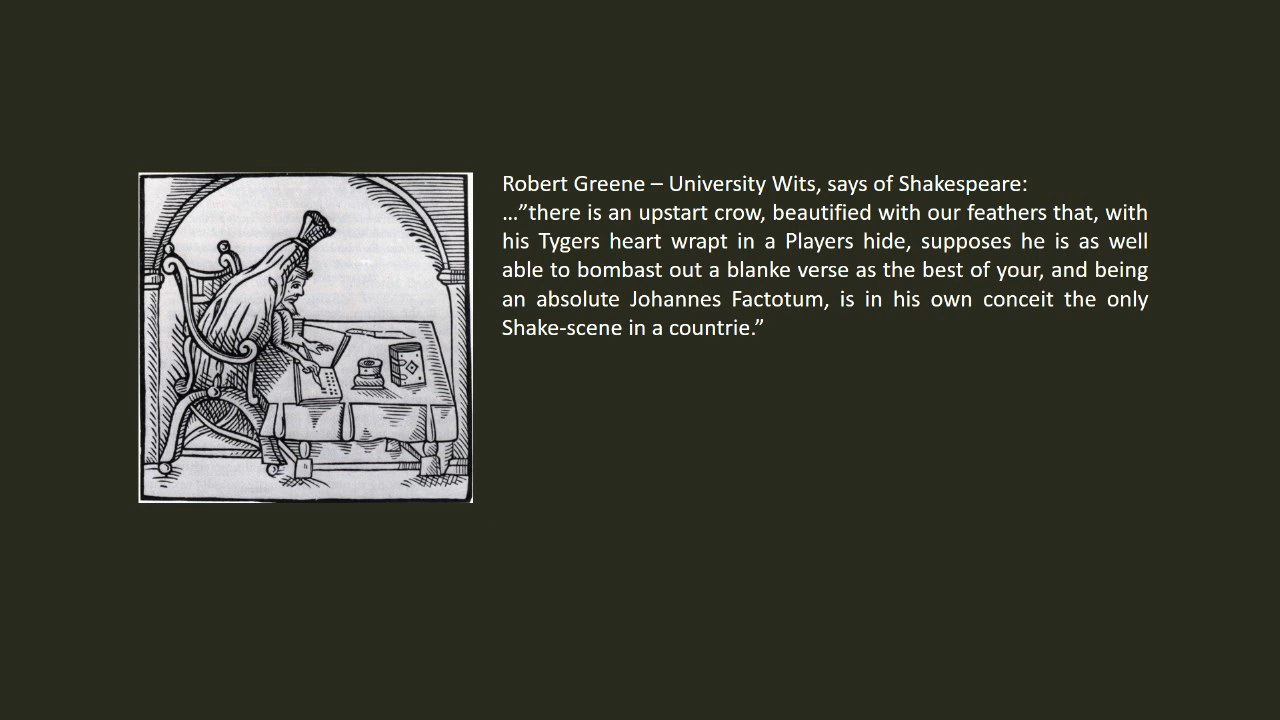 Robert Greene – University Wits, says of Shakespeare:
…”there is an upstart crow, beautified with our feathers that, with
his Tygers heart wrapt in a Players hide, supposes he is as well
able to bombast out a blanke verse as the best of your, and being
an absolute Johannes Factotum, is in his own conceit the only
Shake-scene in a countrie.”